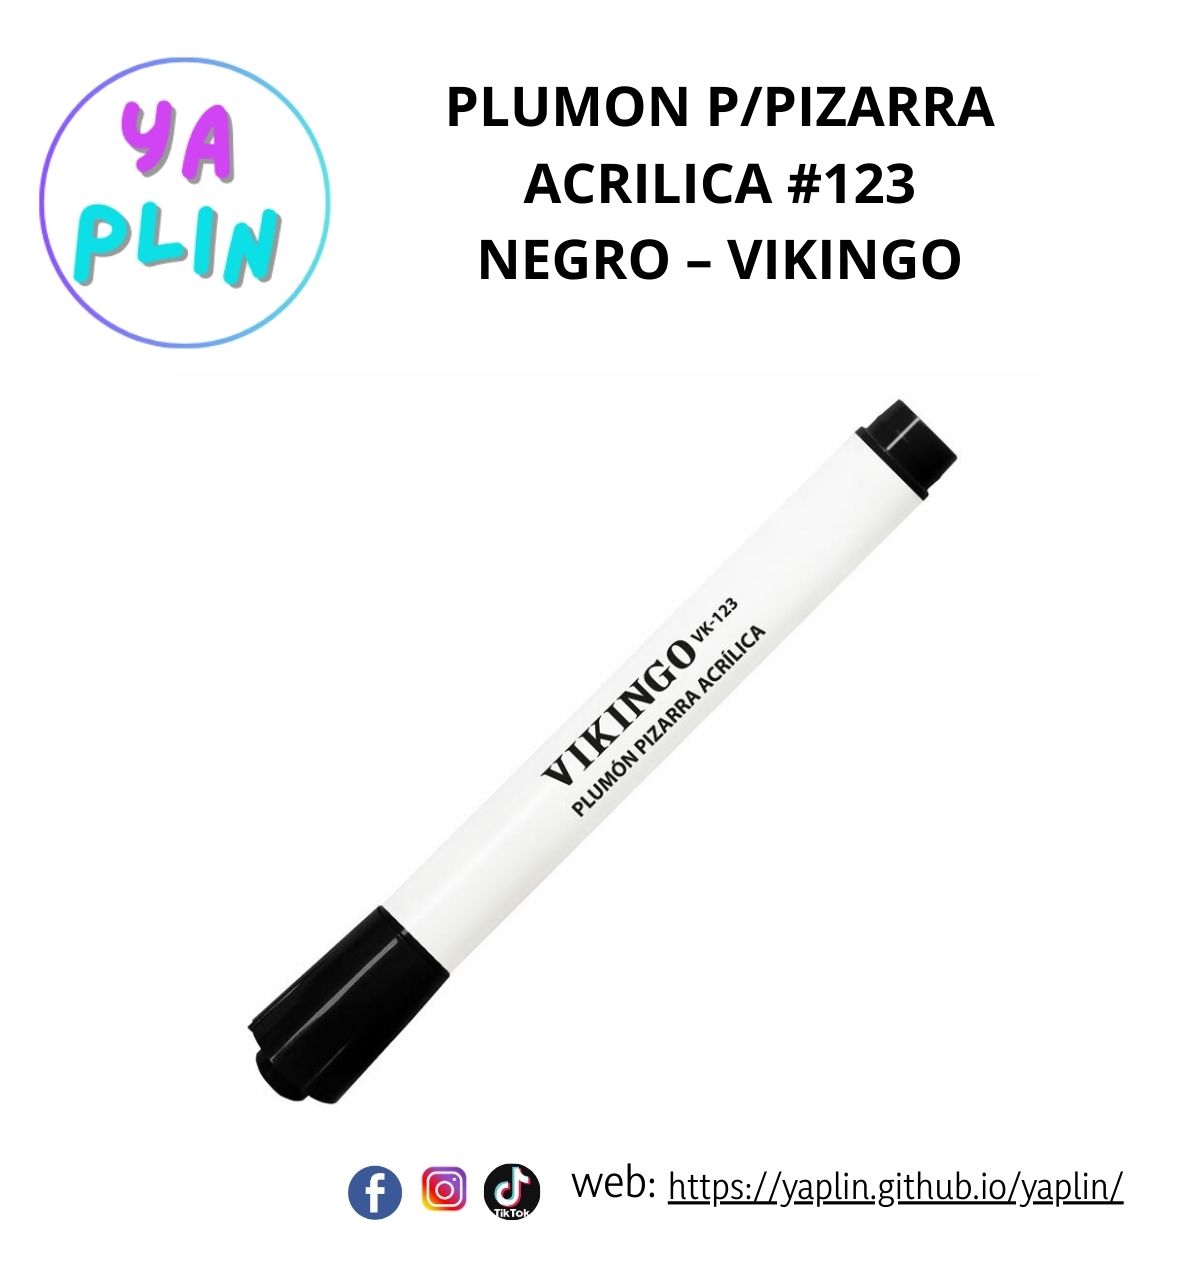 YA
PLIN
PLUMON P/PIZARRA
ACRILICA #123
NEGRO – VIKINGO
VIKINGO VK-123
PLUMÓN PIZARRA ACRÍLICA
TikTok
web: https://yaplin.github.io/yaplin/